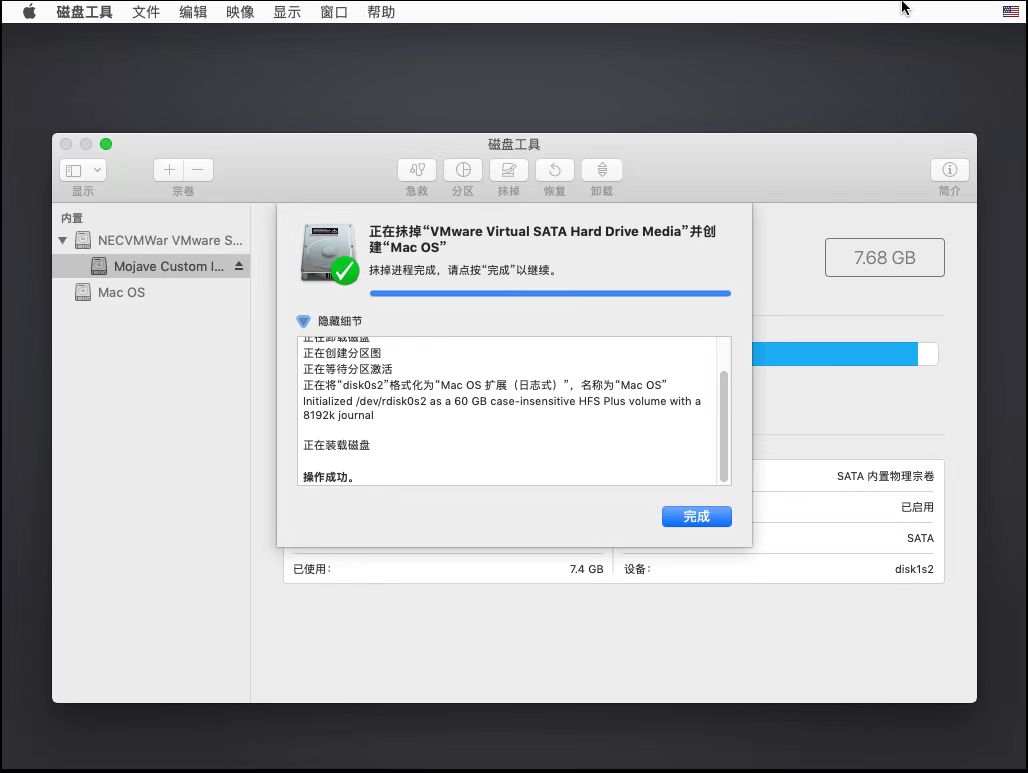 磁盘工具 文件 编辑 映像 显示 窗口 帮助
磁盘工具
显示 宗卷 急救 分区 抹掉 恢复 卸载 简介
内置
NECVMWar VMware S...
Mojave Custom I...
Mac OS
正在抹掉“VMware Virtual SATA Hard Drive Media”并创
建“Mac OS”
抹掉进程完成，请点按“完成”以继续。
隐藏细节
正在卸载磁盘
正在创建分区图
正在等待分区激活
正在将“disk0s2”格式化为“Mac OS 扩展（日志式）”，名称为“Mac OS”
Initialized /dev/rdisk0s2 as a 60 GB case-insensitive HFS Plus volume with a
8192k journal
正在装载磁盘
操作成功。
完成
7.68 GB
SATA 内置物理宗卷
已启用
SATA
已使用： 7.4 GB 设备： disk1s2